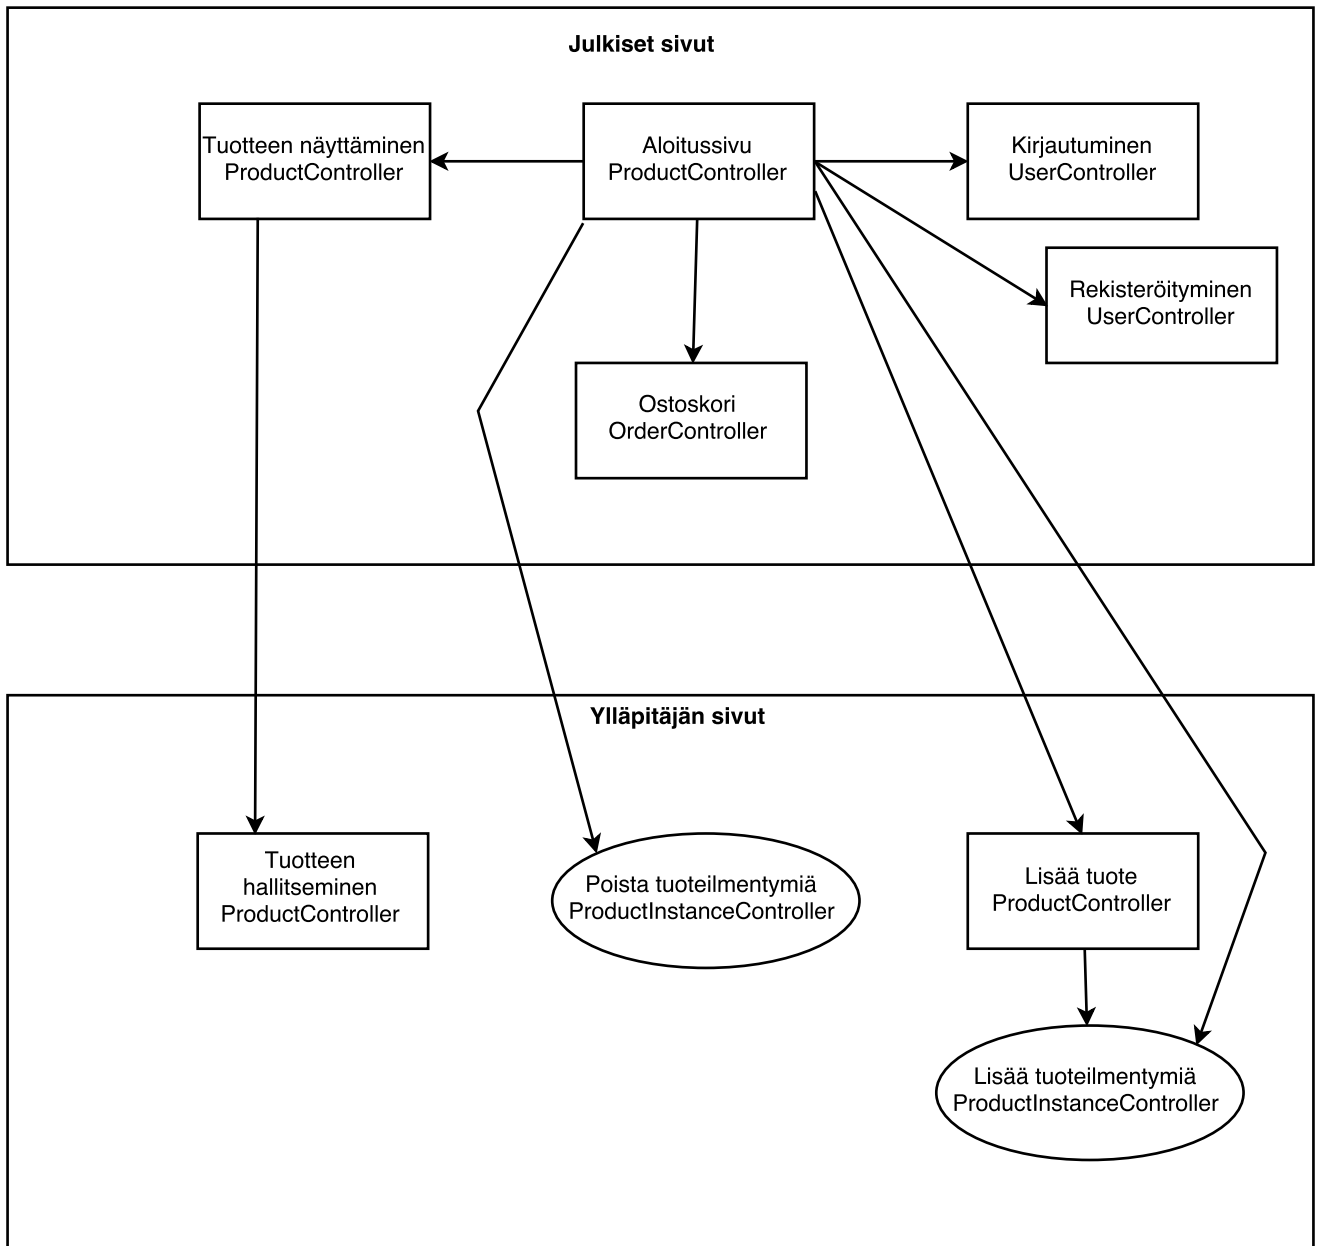 Julkiset sivut
Tuotteen näyttäminen
ProductController
Aloitussivu
ProductController
Kirjautuminen
UserController
Rekisteröityminen
UserController
Ostoskori
OrderController
Ylläpitäjän sivut
Tuotteen
hallitseminen
ProductController
Poista tuoteilmentymiä
ProductInstanceController
Lisää tuote
ProductController
Lisää tuoteilmentymiä
ProductInstanceController